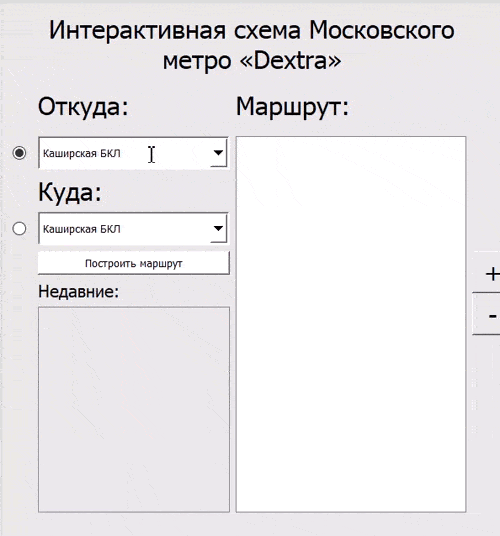 Интерактивная схема Московского
метро «Dextra»
Откуда:
Маршрут:
Каширская БКЛ
Куда:
Каширская БКЛ
Построить маршрут
Недавние:
+
-